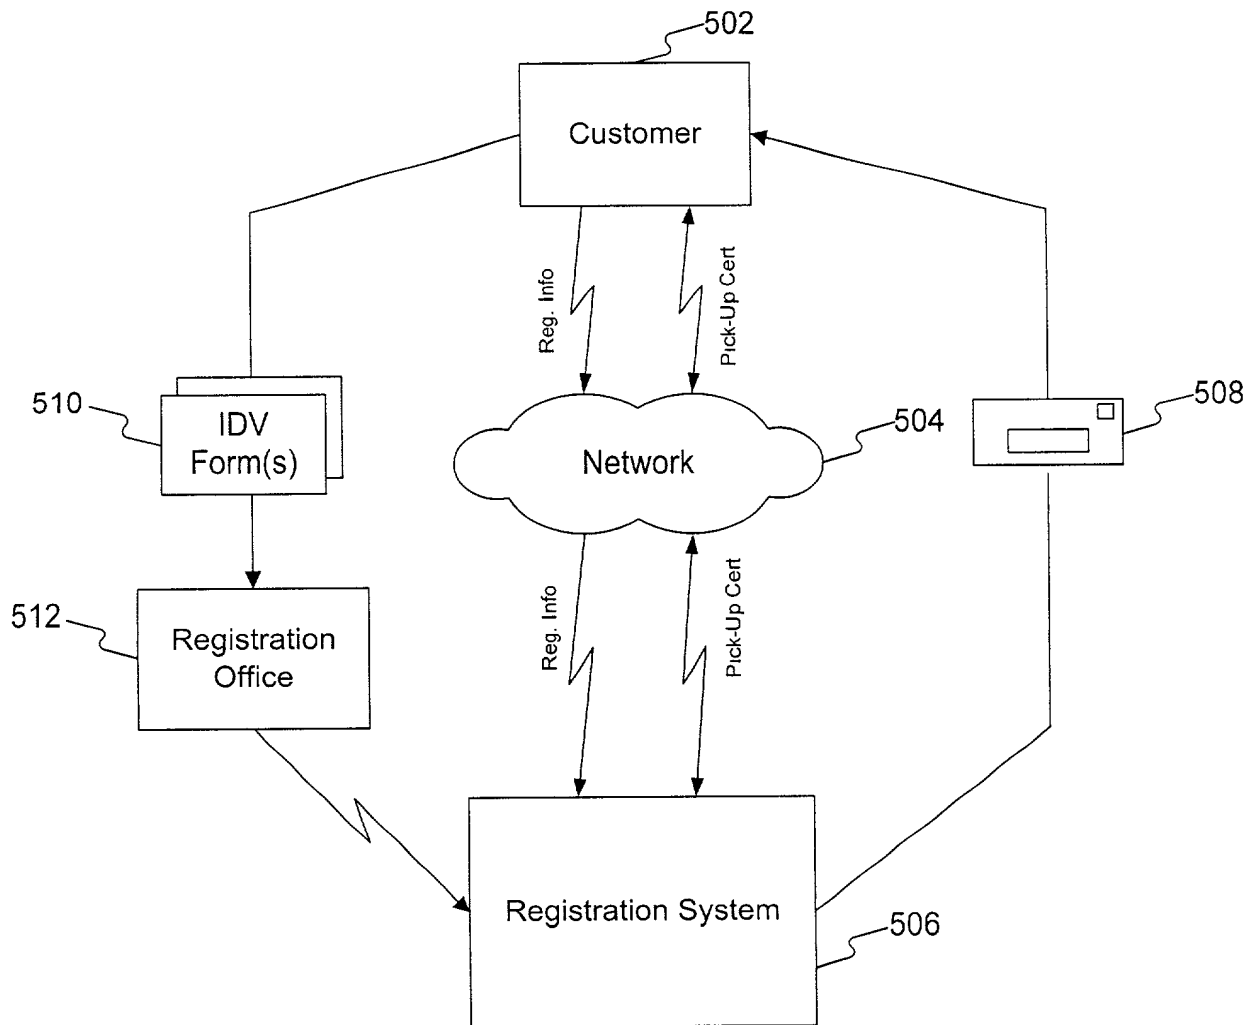 502
Customer
Reg. Info
Pick-Up Cert
510
IDV
Form(s)
Network
504
508
512
Registration
Office
Reg. Info
Pick-Up Cert
Registration System
506